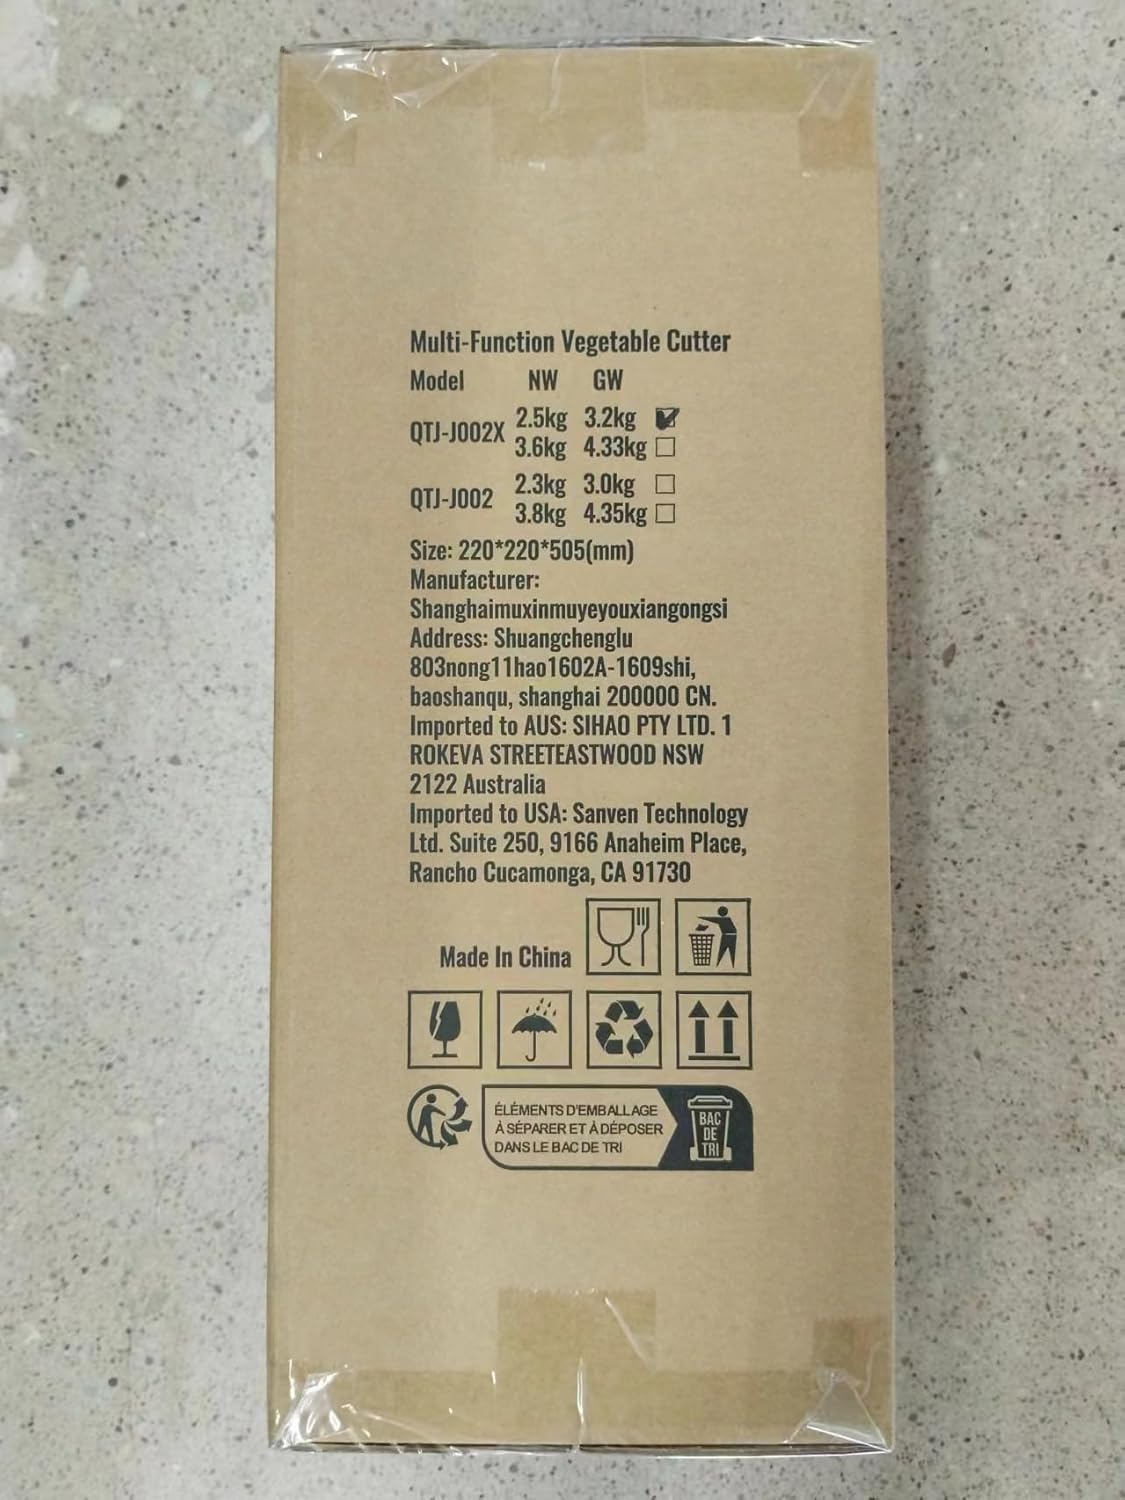 Multi-Function Vegetable Cutter
Model NW GW
QTJ-J002X 2.5kg 3.2kg
3.6kg 4.33kg
QTJ-J002 2.3kg 3.0kg
3.8kg 4.35kg
Size: 220*220*505(mm)
Manufacturer:
Shanghaimuxinmuyeyouxiangongsi
Address: Shuangchenglu
803nong11hao1602A-1609shi,
baoshanqu, shanghai 200000 CN.
Imported to AUS: SIHAO PTY LTD. 1
ROKEVA STREETEASTWOOD NSW
2122 Australia
Imported to USA: Sanven Technology
Ltd. Suite 250, 9166 Anaheim Place,
Rancho Cucamonga, CA 91730
Made In China
ÉLÉMENTS D'EMBALLAGE
À SÉPARER ET À DÉPOSER
DANS LE BAC DE TRI
BAC
DE
TRI